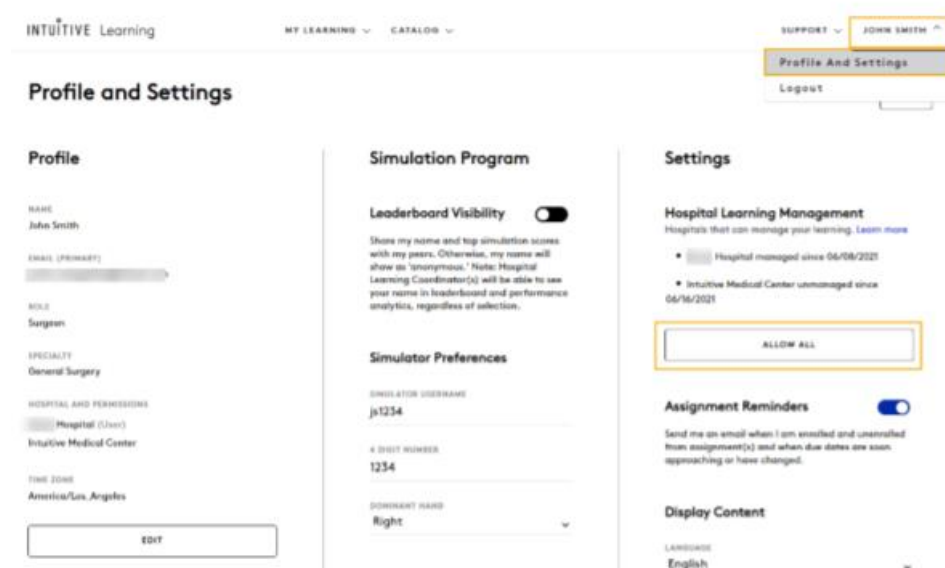 INTUITIVE Learning
MY LEARNING
CATALOG
SUPPORT
JOHN SMITH
Profile And Settings
Logout
Profile and Settings
Profile
NAME
John Smith
EMAIL (PRIMARY)
ROLE
Surgeon
SPECIALTY
General Surgery
HOSPITAL AND PERMISSIONS
Hospital (User)
Intuitive Medical Center
TIME ZONE
America/Los_Angeles
EDIT
Simulation Program
Leaderboard Visibility
Share my name and top simulation scores
with my peers. Otherwise, my name will
show as 'anonymous.' Note: Hospital
Learning Coordinator(s) will be able to see
your name in leaderboard and performance
analytics, regardless of selection.
Simulator Preferences
SIMULATOR USERNAME
js1234
4 DIGIT NUMBER
1234
DOMINANT HAND
Right
Settings
Hospital Learning Management
Hospitals that can manage your learning. Learn more
• Hospital managed since 06/08/2021
• Intuitive Medical Center unmanaged since
06/16/2021
ALLOW ALL
Assignment Reminders
Send me an email when I am enrolled and unenrolled
from assignment(s) and when due dates are soon
approaching or have changed.
Display Content
LANGUAGE
English